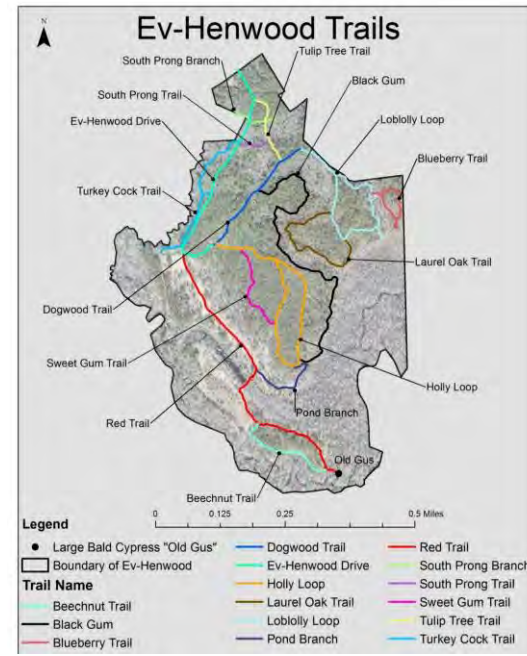 Ev-Henwood Trails
N
Tulip Tree Trail
South Prong Branch
Black Gum
South Prong Trail
Loblolly Loop
Ev-Henwood Drive
Blueberry Trail
Turkey Cock Trail
Laurel Oak Trail
Dogwood Trail
Sweet Gum Trail
Holly Loop
Red Trail
Pond Branch
Old Gus
Beechnut Trail
0 0.125 0.25 0.5 Miles
Legend
Large Bald Cypress "Old Gus"
Boundary of Ev-Henwood
Trail Name
Beechnut Trail
Black Gum
Blueberry Trail
Dogwood Trail
Ev-Henwood Drive
Holly Loop
Laurel Oak Trail
Loblolly Loop
Pond Branch
Red Trail
South Prong Branch
South Prong Trail
Sweet Gum Trail
Tulip Tree Trail
Turkey Cock Trail